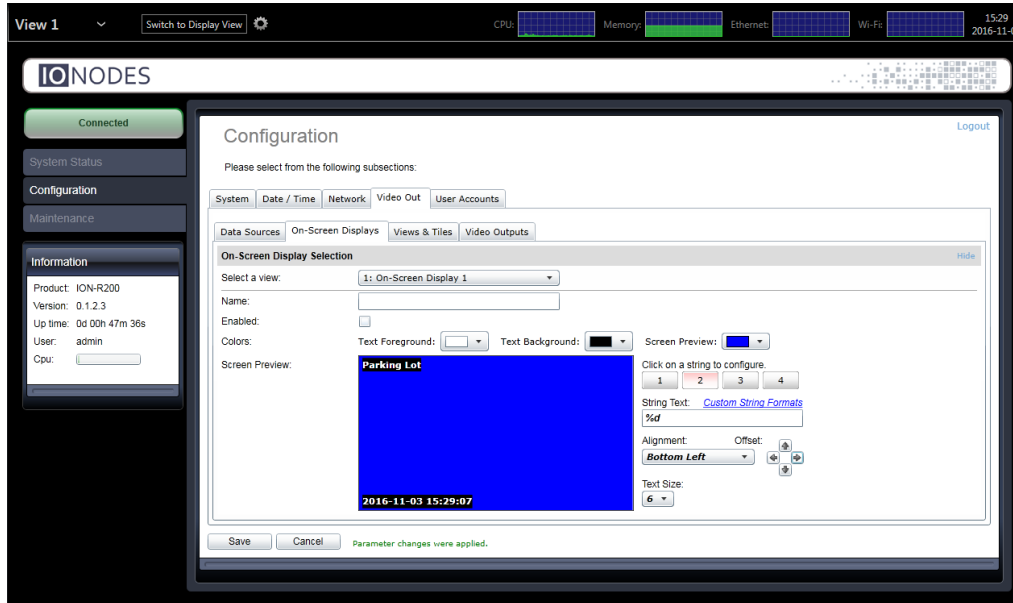 View 1 Switch to Display View CPU: Memory: Ethernet: Wi-Fi: 15:29
2016-11-0
IONODES
Connected
System Status
Configuration
Maintenance
Information
Product: ION-R200
Version: 0.1.2.3
Up time: 0d 00h 47m 36s
User: admin
Cpu:
Configuration
Logout
Please select from the following subsections:
System Date / Time Network Video Out User Accounts
Data Sources On-Screen Displays Views & Tiles Video Outputs
On-Screen Display Selection Hide
Select a view: 1: On-Screen Display 1
Name:
Enabled:
Colors: Text Foreground: Text Background: Screen Preview:
Screen Preview:
Parking Lot
2016-11-03 15:29:07
Click on a string to configure.
1 2 3 4
String Text: Custom String Formats
%d
Alignment: Offset:
Bottom Left
Text Size:
6
Save Cancel Parameter changes were applied.